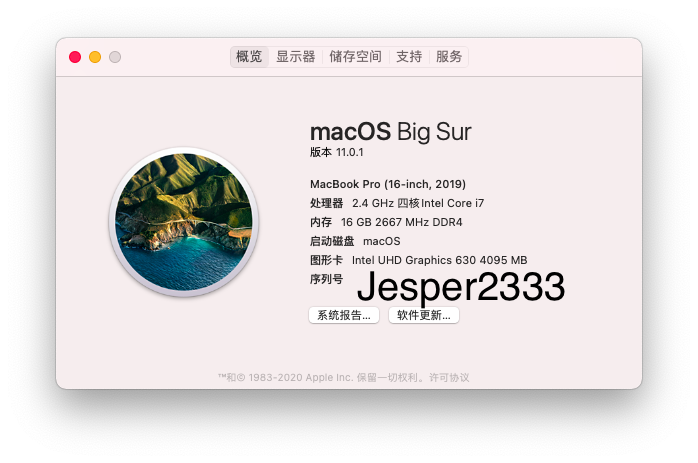 概览 显示器 储存空间 支持 服务
macOS Big Sur
版本 11.0.1
MacBook Pro (16-inch, 2019)
处理器 2.4 GHz 四核Intel Core i7
内存 16 GB 2667 MHz DDR4
启动磁盘 macOS
图形卡 Intel UHD Graphics 630 4095 MB
序列号 Jesper2333
系统报告... 软件更新...
™和© 1983-2020 Apple Inc. 保留一切权利。许可协议